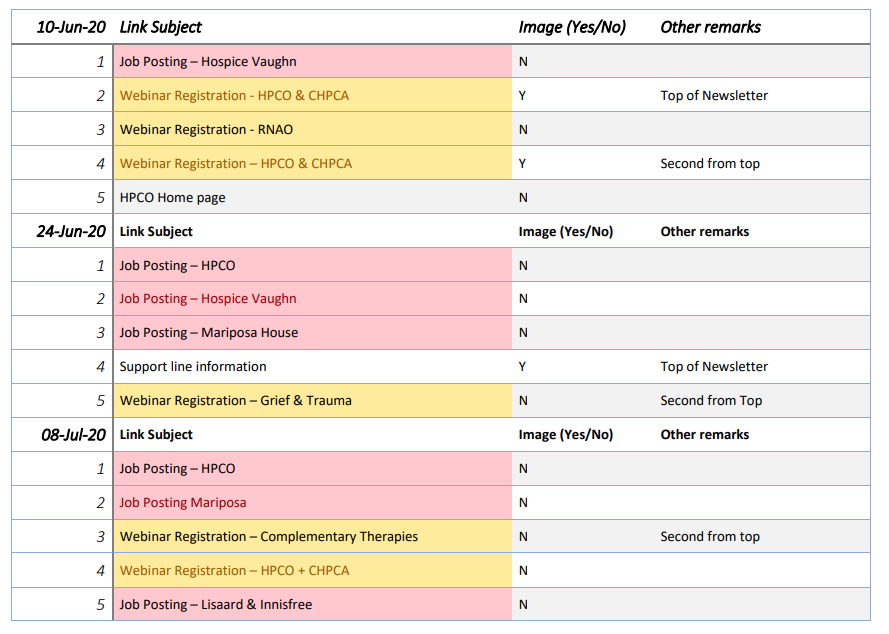 10-Jun-20 Link Subject Image (Yes/No) Other remarks
1 Job Posting – Hospice Vaughn N
2 Webinar Registration - HPCO & CHPCA Y Top of Newsletter
3 Webinar Registration - RNAO N
4 Webinar Registration – HPCO & CHPCA Y Second from top
5 HPCO Home page N
24-Jun-20 Link Subject Image (Yes/No) Other remarks
1 Job Posting – HPCO N
2 Job Posting – Hospice Vaughn N
3 Job Posting – Mariposa House N
4 Support line information Y Top of Newsletter
5 Webinar Registration – Grief & Trauma N Second from Top
08-Jul-20 Link Subject Image (Yes/No) Other remarks
1 Job Posting – HPCO N
2 Job Posting Mariposa N
3 Webinar Registration – Complementary Therapies N Second from top
4 Webinar Registration – HPCO + CHPCA N
5 Job Posting – Lisaard & Innisfree N